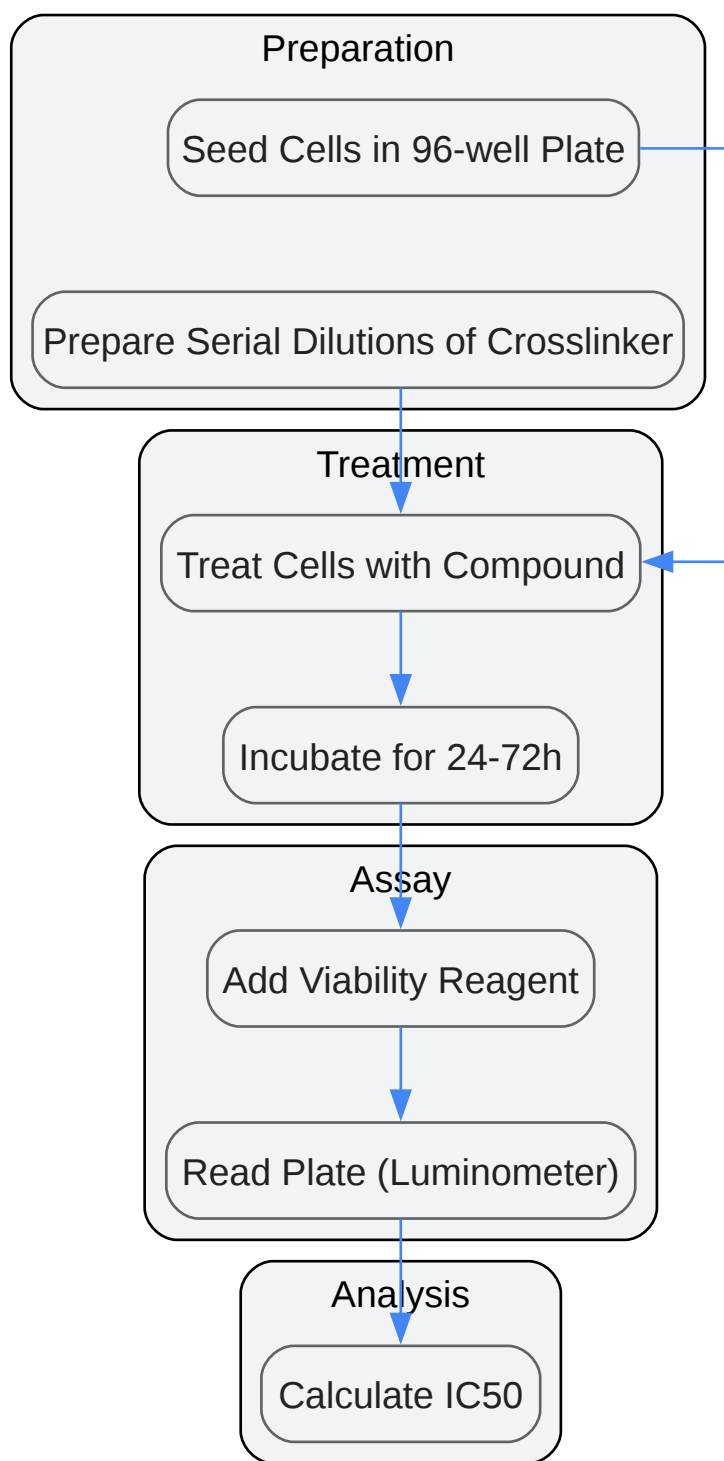 Preparation
Seed Cells in 96-well Plate
Prepare Serial Dilutions of Crosslinker
Treatment
Treat Cells with Compound
Incubate for 24-72h
Assay
Add Viability Reagent
Read Plate (Luminometer)
Analysis
Calculate IC50